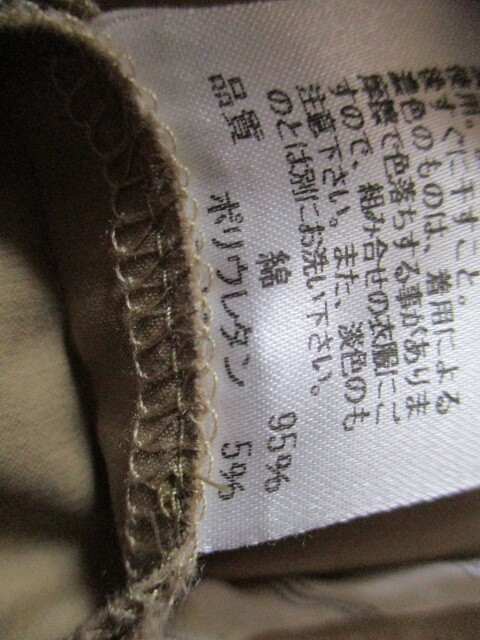 すぐに干すこと。
濃色のものは、着用による
摩擦で色落ちする事がありま
すので、組み合せの衣服にご
注意下さい。また、淡色のも
のとは別にお洗い下さい。
品質 綿 95%
ポリウレタン 5%